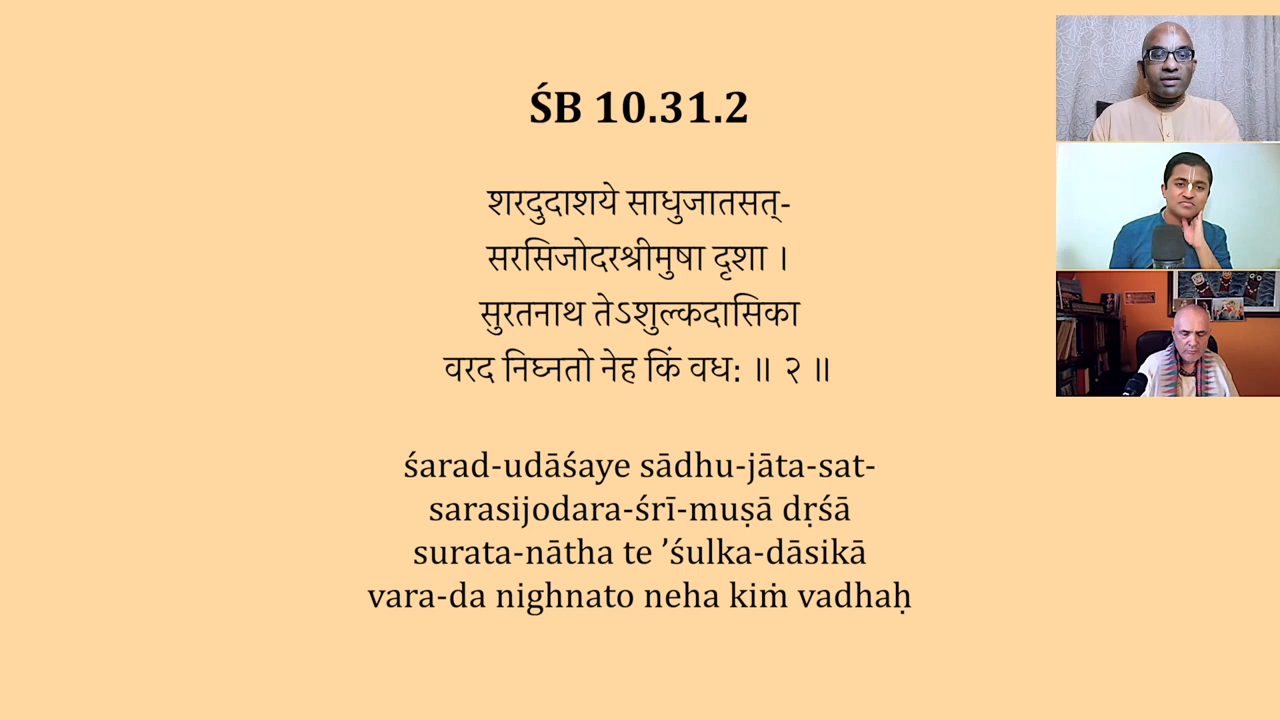 ŚB 10.31.2
शरदुदाशये साधुजातसत्-
सरसिजोदरश्रीमुषा दृशा ।
सुरतनाथ तेऽशुल्कदासिका
वरद निघ्नतो नेह किं वध: ॥ २ ॥
śarad-udāśaye sādhu-jāta-sat-
sarasijodara-śrī-muṣā dṛśā
surata-nātha te ’śulka-dāsikā
vara-da nighnato neha kiṁ vadhaḥ